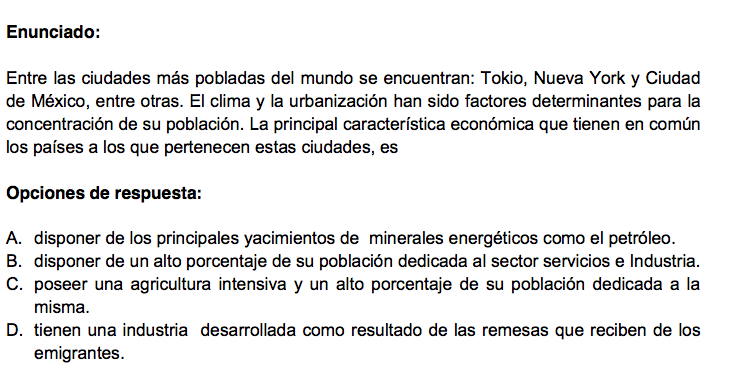 Enunciado:
Entre las ciudades más pobladas del mundo se encuentran: Tokio, Nueva York y Ciudad
de México, entre otras. El clima y la urbanización han sido factores determinantes para la
concentración de su población. La principal característica económica que tienen en común
los países a los que pertenecen estas ciudades, es
Opciones de respuesta:
A. disponer de los principales yacimientos de minerales energéticos como el petróleo.
B. disponer de un alto porcentaje de su población dedicada al sector servicios e Industria.
C. poseer una agricultura intensiva y un alto porcentaje de su población dedicada a la
misma.
D. tienen una industria desarrollada como resultado de las remesas que reciben de los
emigrantes.